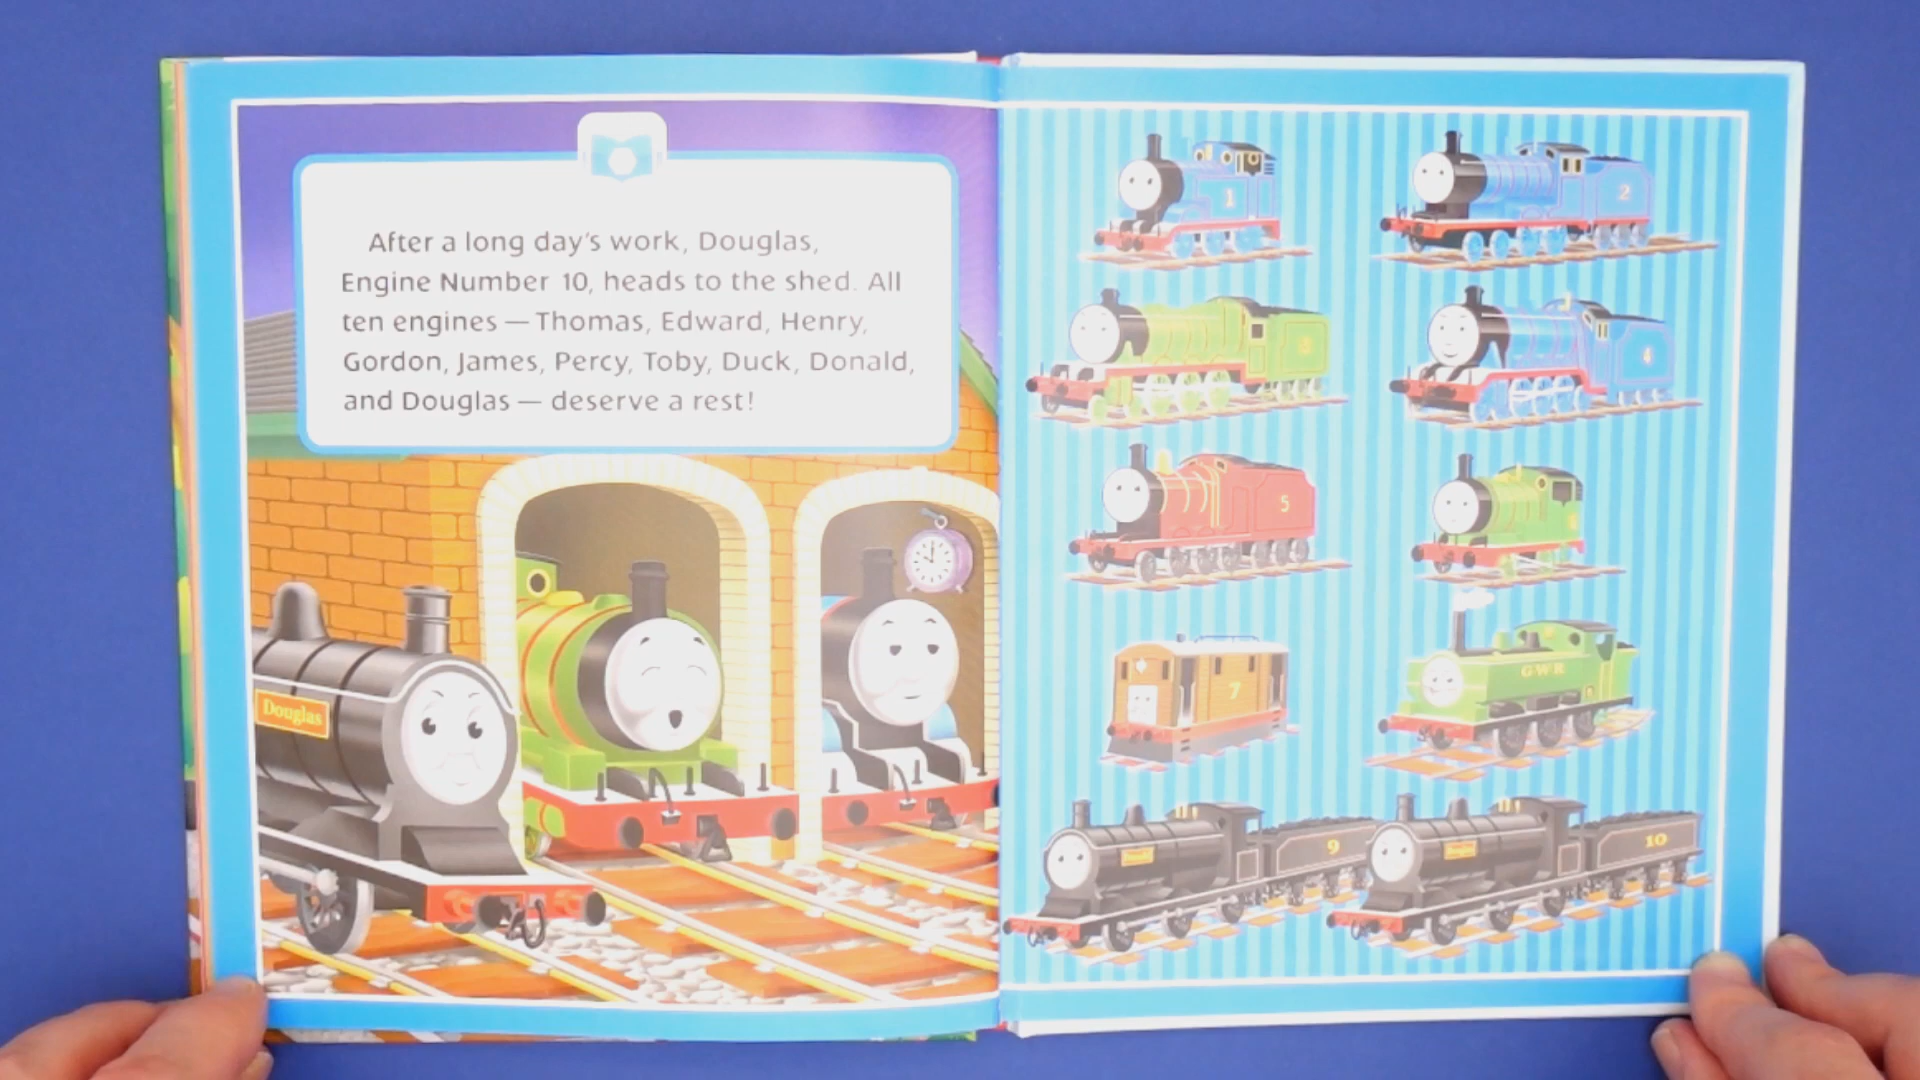 After a long day's work, Douglas,
Engine Number 10, heads to the shed. All
ten engines — Thomas, Edward, Henry,
Gordon, James, Percy, Toby, Duck, Donald,
and Douglas — deserve a rest!
Douglas
1
2
4
5
7
GWR
9
10